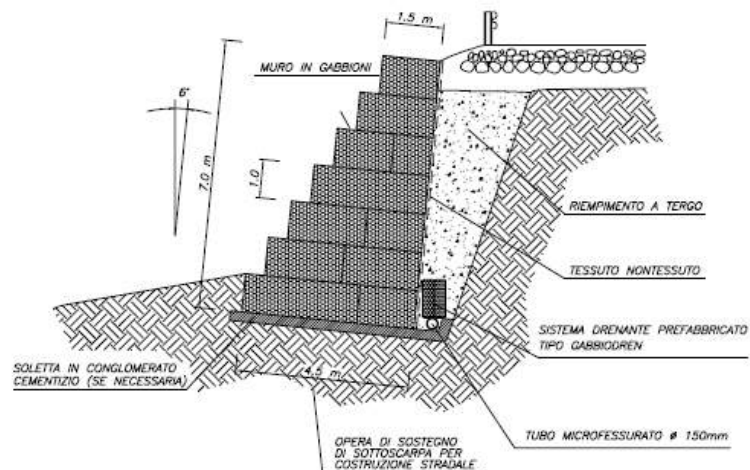 1.5 m
MURO IN GABBIONI
6°
7.0 m
1.0
RIEMPIMENTO A TERGO
TESSUTO NONTESSUTO
SISTEMA DRENANTE PREFABBRICATO
TIPO GABBIODREN
SOLETTA IN CONGLOMERATO
CEMENTIZIO (SE NECESSARIA)
4.5 m
TUBO MICROFESSURATO ø 150mm
OPERA DI SOSTEGNO
DI SOTTOSCARPA PER
COSTRUZIONE STRADALE